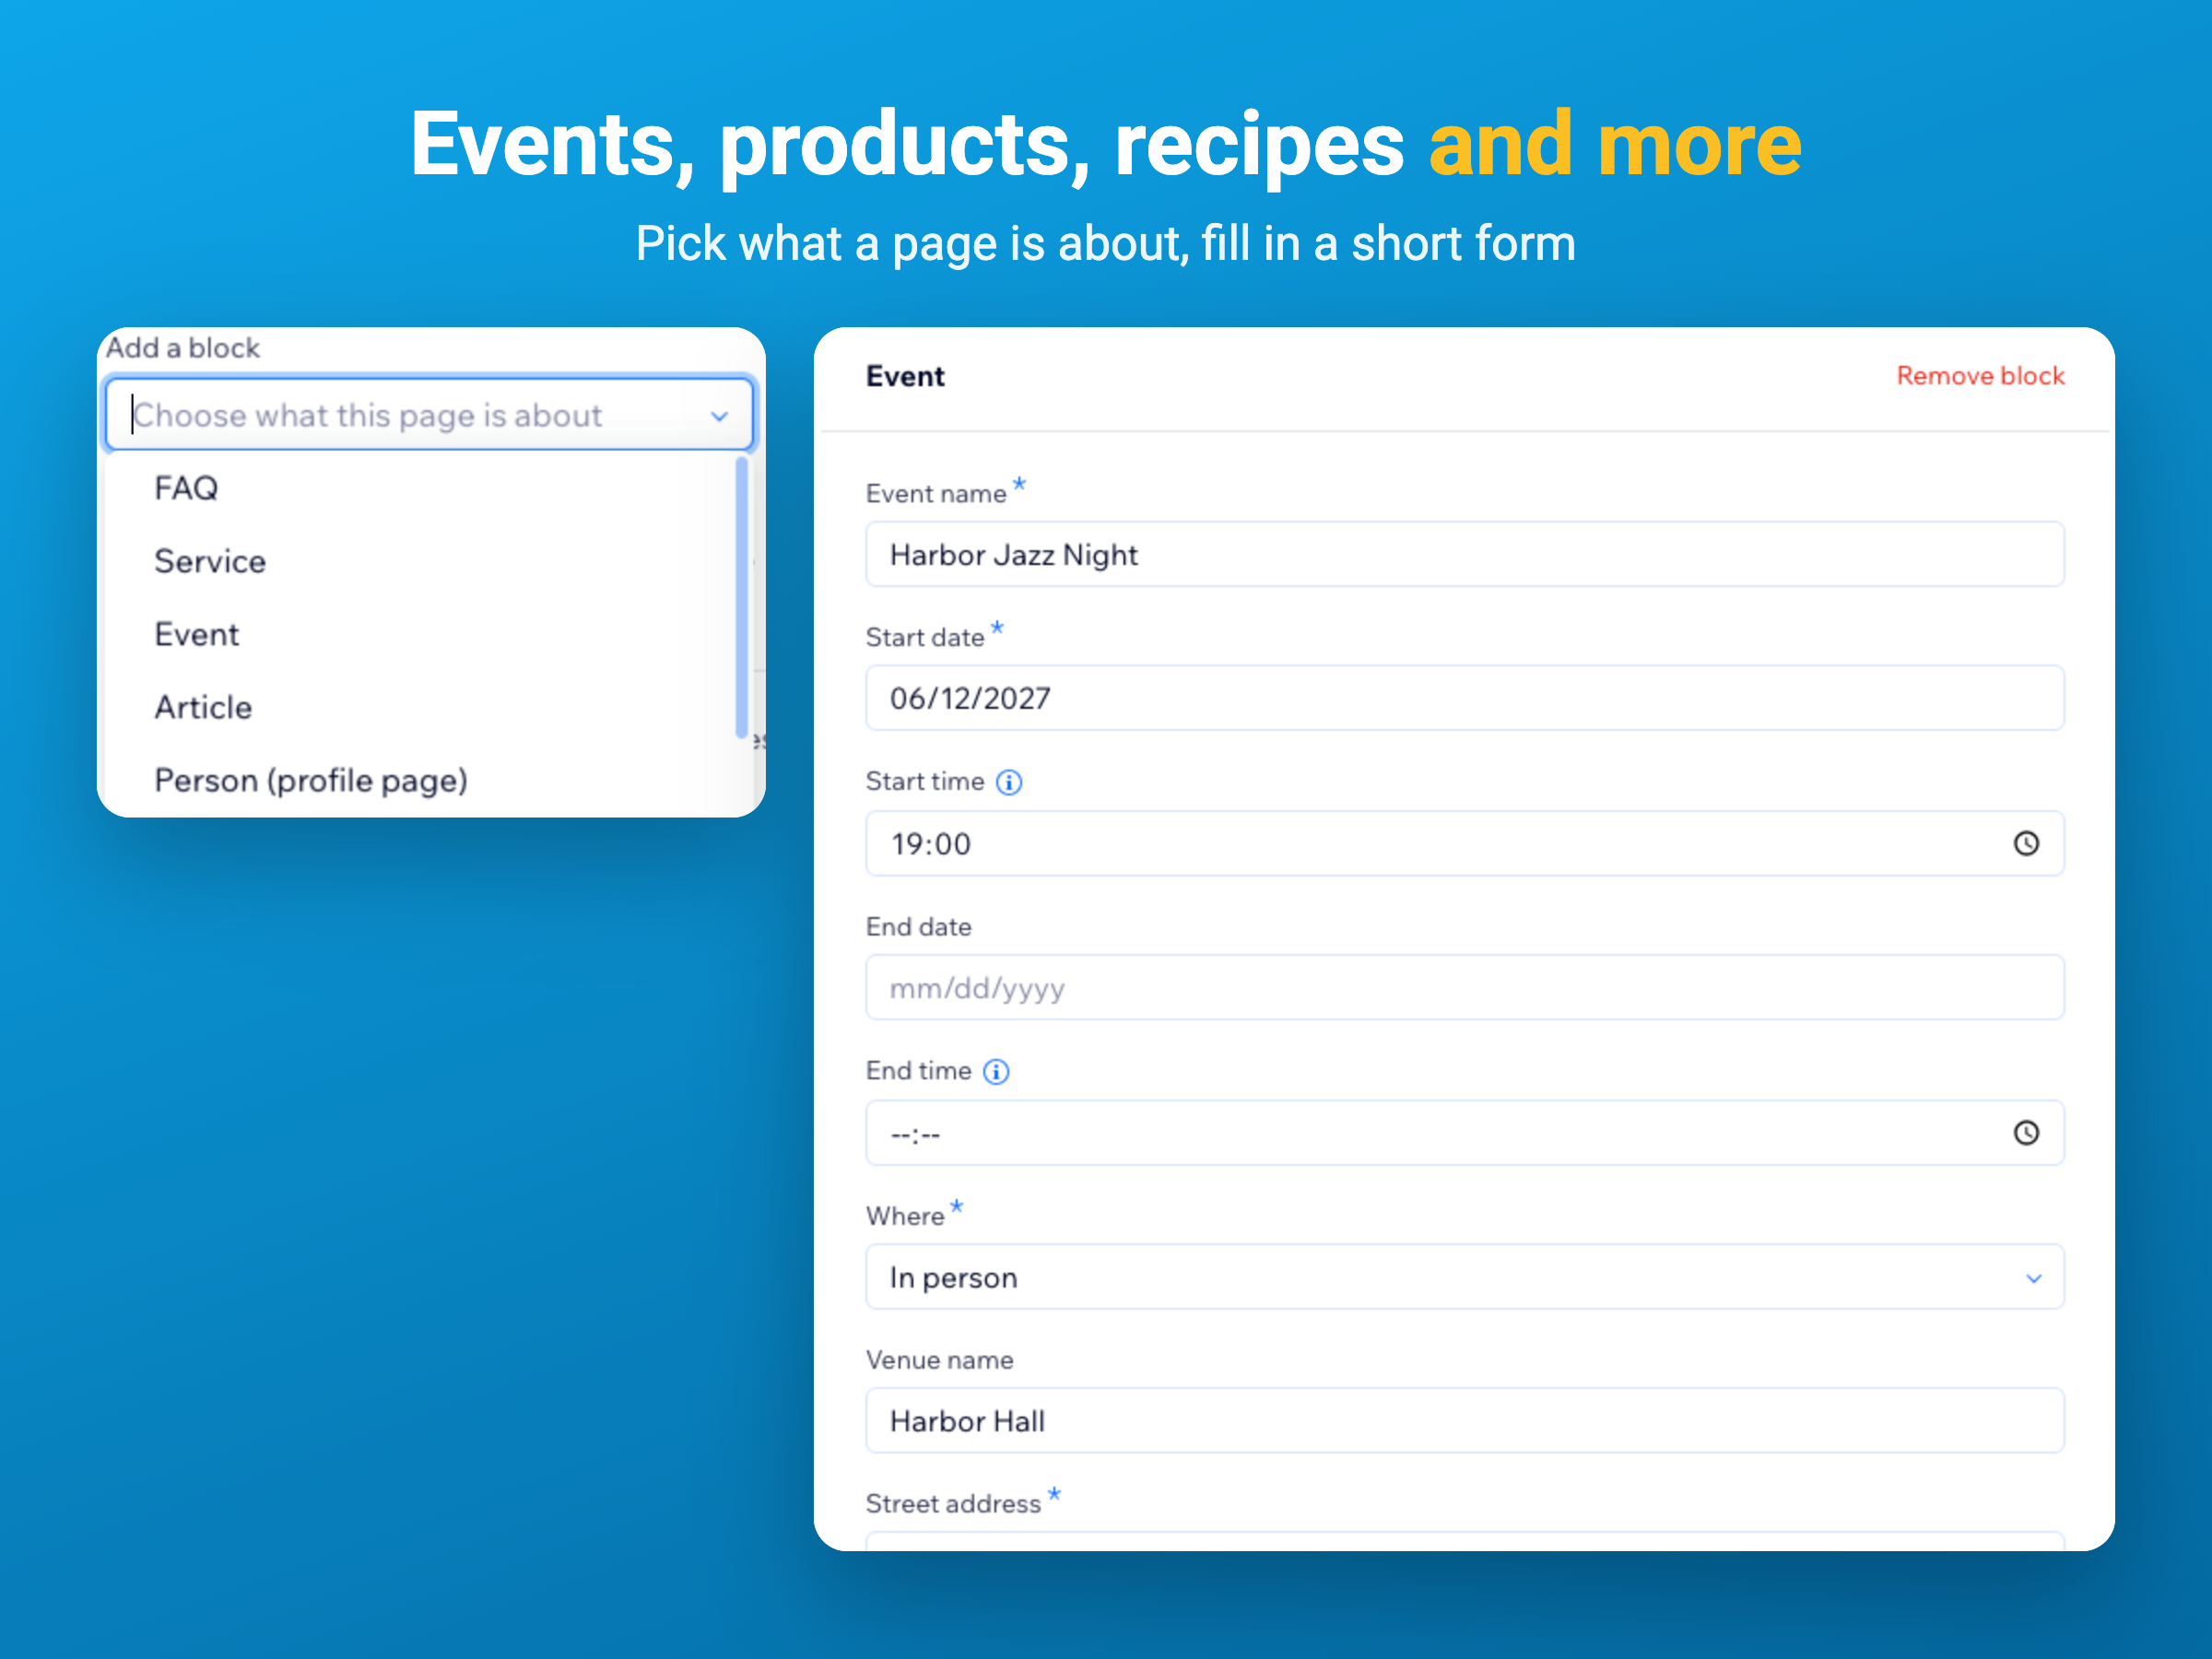 Events, products, recipes and more
Pick what a page is about, fill in a short form
Add a block
Choose what this page is about
FAQ
Service
Event
Article
Person (profile page)
Event
Remove block
Event name *
Harbor Jazz Night
Start date *
06/12/2027
Start time
19:00
End date
mm/dd/yyyy
End time
--:--
Where *
In person
Venue name
Harbor Hall
Street address *